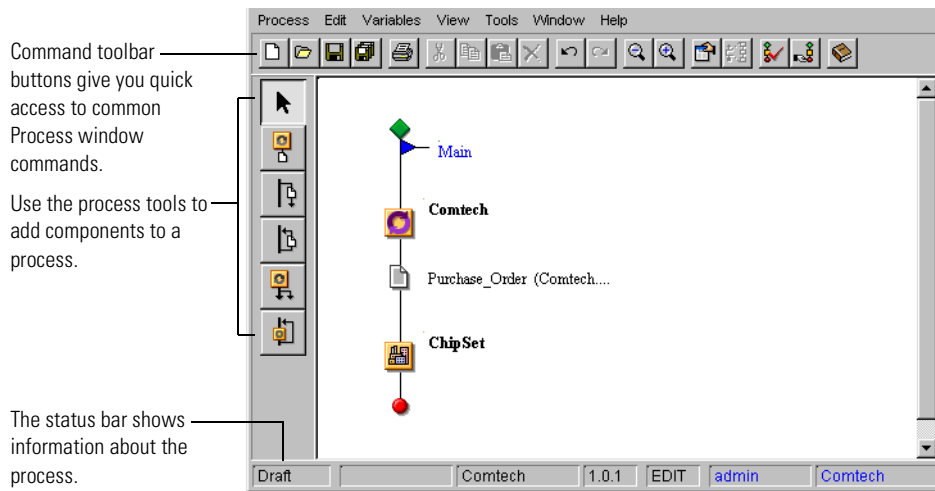 Process Edit Variables View Tools Window Help
Command toolbar
buttons give you quick
access to common
Process window
commands.
Use the process tools to
add components to a
process.
The status bar shows
information about the
process.
Main
Comtech
Purchase_Order (Comtech....
ChipSet
Draft Comtech 1.0.1 EDIT admin Comtech